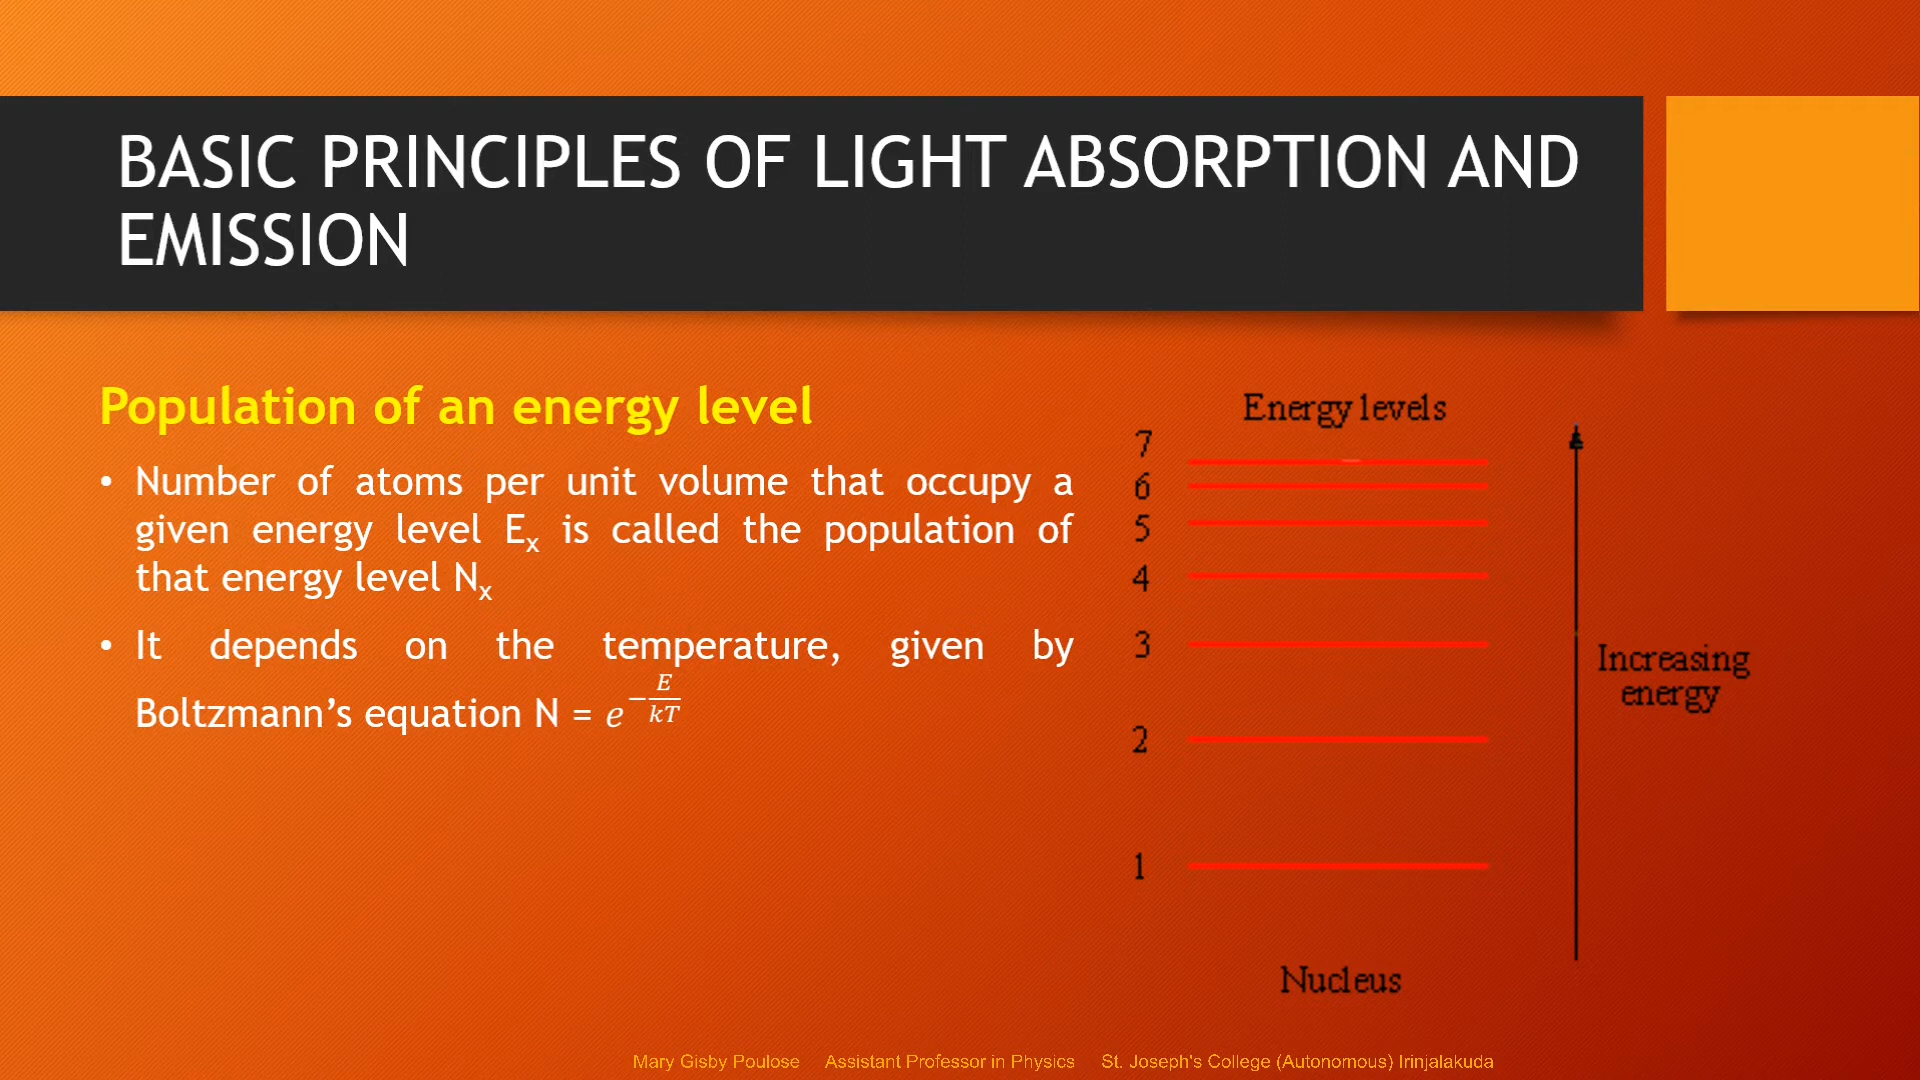 BASIC PRINCIPLES OF LIGHT ABSORPTION AND
EMISSION
Population of an energy level
• Number of atoms per unit volume that occupy a
given energy level Eₓ is called the population of
that energy level Nₓ
• It depends on the temperature, given by
Boltzmann’s equation N = e^(-E/kT)
Energy levels
7
6
5
4
3
2
1
Increasing
energy
Nucleus
Mary Gisby Poulose Assistant Professor in Physics St. Joseph's College (Autonomous) Irinjalakuda